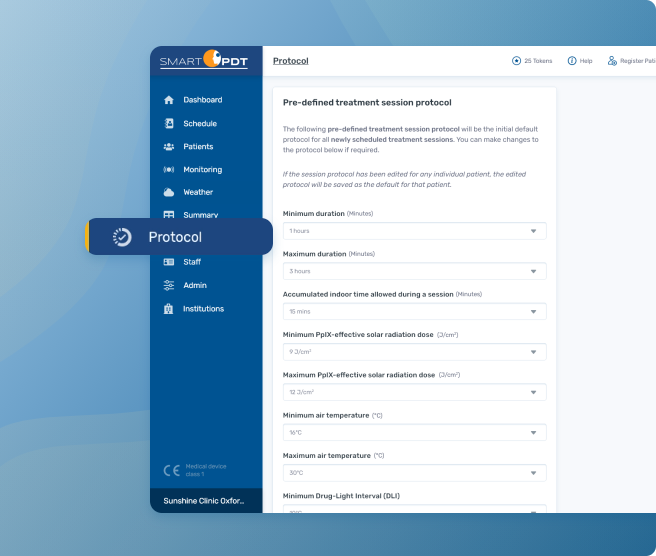 SMART PDT
Protocol
25 Tokens
Help
Register Pati
Dashboard
Schedule
Patients
Monitoring
Weather
Summary
Protocol
Staff
Admin
Institutions
CE Medical device
class 1
Sunshine Clinic Oxfor...
Pre-defined treatment session protocol
The following pre-defined treatment session protocol will be the initial default
protocol for all newly scheduled treatment sessions. You can make changes to
the protocol below if required.
If the session protocol has been edited for any individual patient, the edited
protocol will be saved as the default for that patient.
Minimum duration (Minutes)
1 hours
Maximum duration (Minutes)
3 hours
Accumulated indoor time allowed during a session (Minutes)
15 mins
Minimum PpIX-effective solar radiation dose (J/cm²)
9 J/cm²
Maximum PpIX-effective solar radiation dose (J/cm²)
12 J/cm²
Minimum air temperature (°C)
16°C
Maximum air temperature (°C)
30°C
Minimum Drug-Light Interval (DLI)